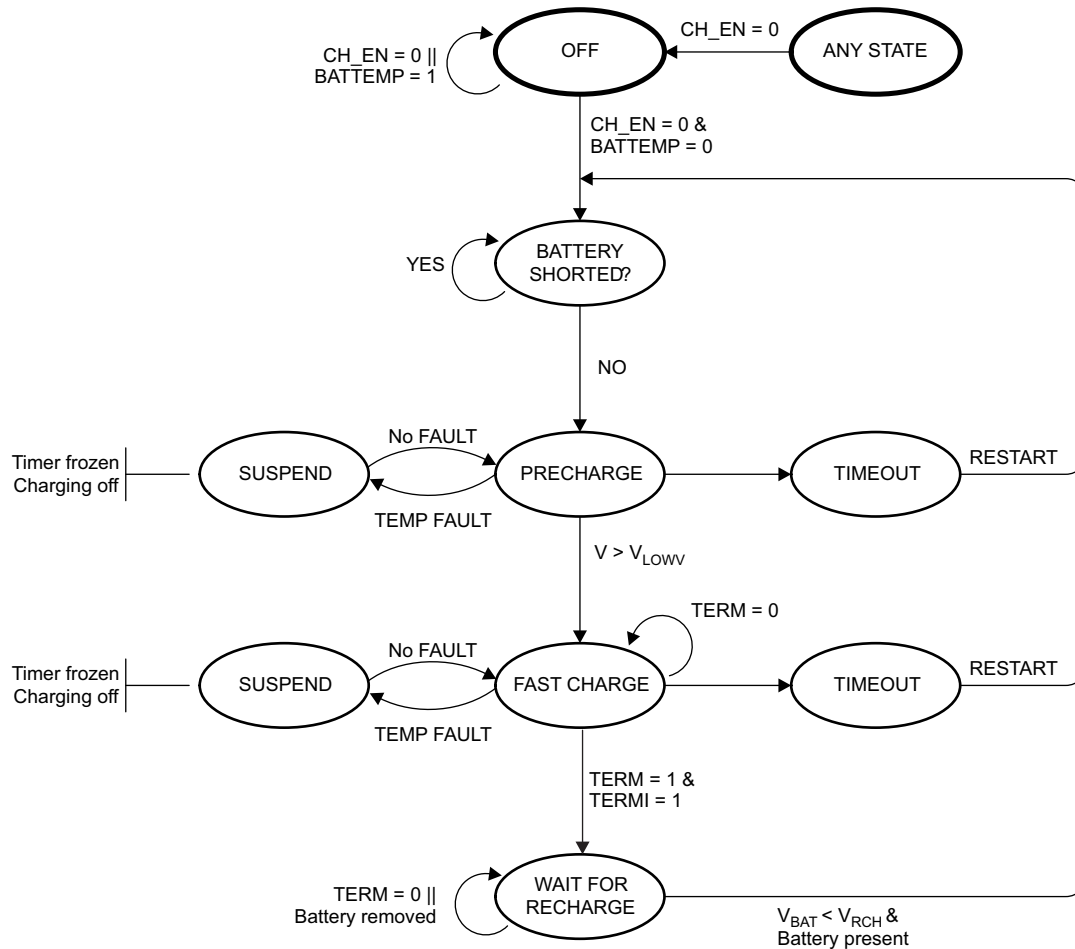 OFF
CH_EN = 0
ANY STATE
CH_EN = 0 ||
BATTEMP = 1
CH_EN = 0 &
BATTEMP = 0
YES
BATTERY
SHORTED?
NO
Timer frozen
Charging off
SUSPEND
No FAULT
TEMP FAULT
PRECHARGE
TIMEOUT
RESTART
V > VLOWV
TERM = 0
Timer frozen
Charging off
SUSPEND
No FAULT
TEMP FAULT
FAST CHARGE
TIMEOUT
RESTART
TERM = 1 &
TERMI = 1
TERM = 0 ||
Battery removed
WAIT FOR
RECHARGE
VBAT < VRCH &
Battery present